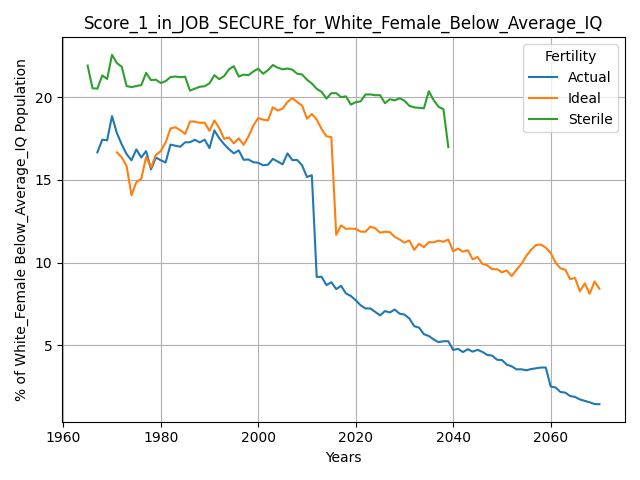 Score_1_in_JOB_SECURE_for_White_Female_Below_Average_IQ
Fertility
Actual
Ideal
Sterile
% of White_Female Below_Average_IQ Population
20
15
10
5
1960
1980
2000
2020
2040
2060
Years